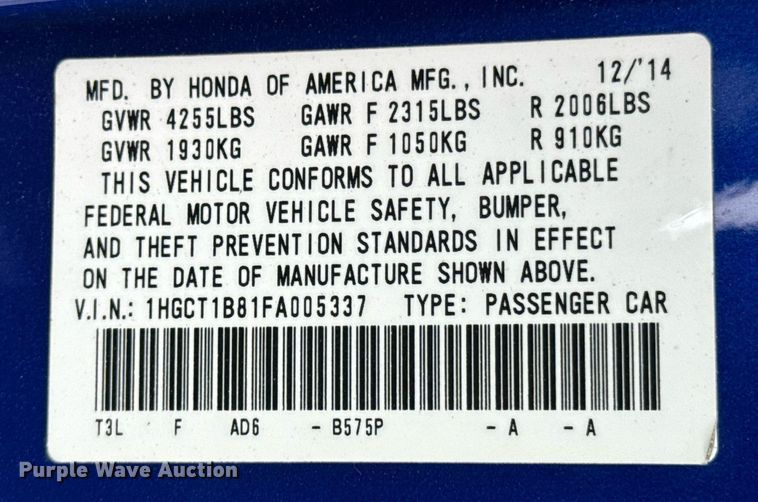 MFD. BY HONDA OF AMERICA MFG., INC. 12/'14
GVWR 4255LBS GAWR F 2315LBS R 2006LBS
GVWR 1930KG GAWR F 1050KG R 910KG
THIS VEHICLE CONFORMS TO ALL APPLICABLE
FEDERAL MOTOR VEHICLE SAFETY, BUMPER,
AND THEFT PREVENTION STANDARDS IN EFFECT
ON THE DATE OF MANUFACTURE SHOWN ABOVE.
V.I.N.: 1HGCT1B81FA005337 TYPE: PASSENGER CAR
T3L F AD6 - B575P - A - A
Purple Wave Auction